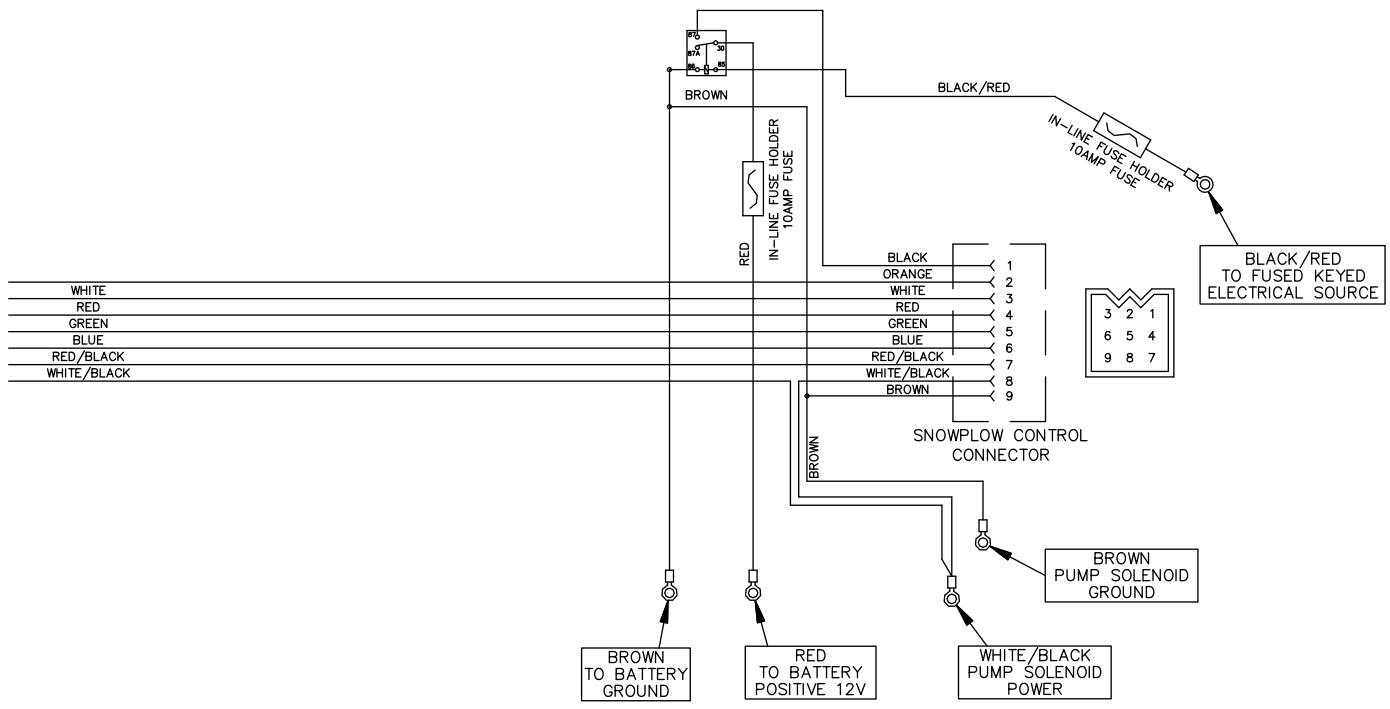 87
87A
30
86
85
BROWN
BLACK/RED
IN-LINE FUSE HOLDER
10AMP FUSE
IN-LINE FUSE HOLDER
10AMP FUSE
RED
BLACK/RED
TO FUSED KEYED
ELECTRICAL SOURCE
BLACK 1
ORANGE 2
WHITE WHITE 3
RED RED 4
GREEN GREEN 5
BLUE BLUE 6
RED/BLACK RED/BLACK 7
WHITE/BLACK WHITE/BLACK 8
BROWN 9
3 2 1
6 5 4
9 8 7
SNOWPLOW CONTROL
CONNECTOR
BROWN
BROWN
PUMP SOLENOID
GROUND
BROWN
TO BATTERY
GROUND
RED
TO BATTERY
POSITIVE 12V
WHITE/BLACK
PUMP SOLENOID
POWER